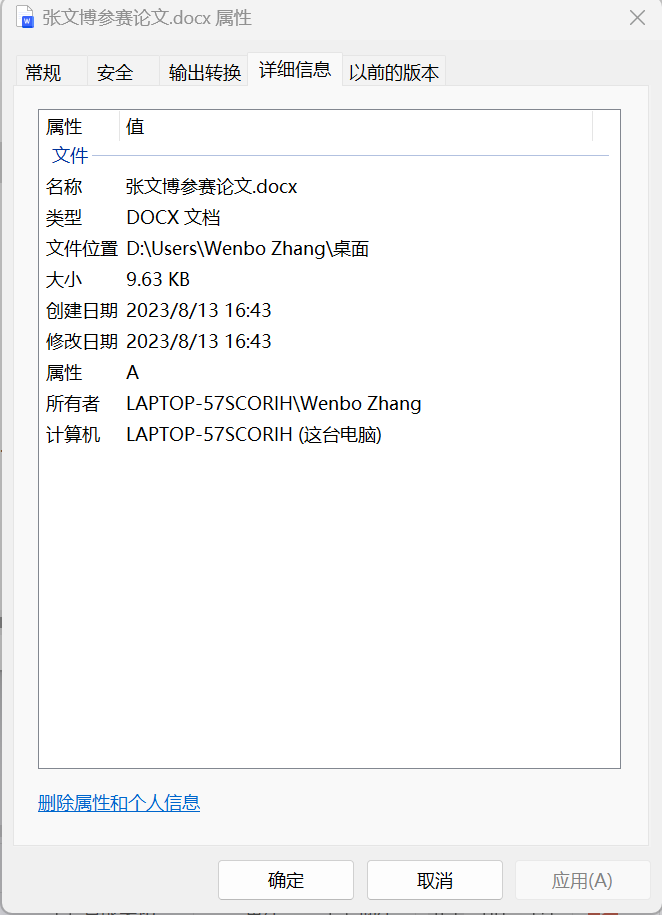 张文博参赛论文.docx 属性
常规 安全 输出转换 详细信息 以前的版本
属性 值
文件
名称 张文博参赛论文.docx
类型 DOCX 文档
文件位置 D:\Users\Wenbo Zhang\桌面
大小 9.63 KB
创建日期 2023/8/13 16:43
修改日期 2023/8/13 16:43
属性 A
所有者 LAPTOP-57SCORIH\Wenbo Zhang
计算机 LAPTOP-57SCORIH (这台电脑)
删除属性和个人信息
确定 取消 应用(A)